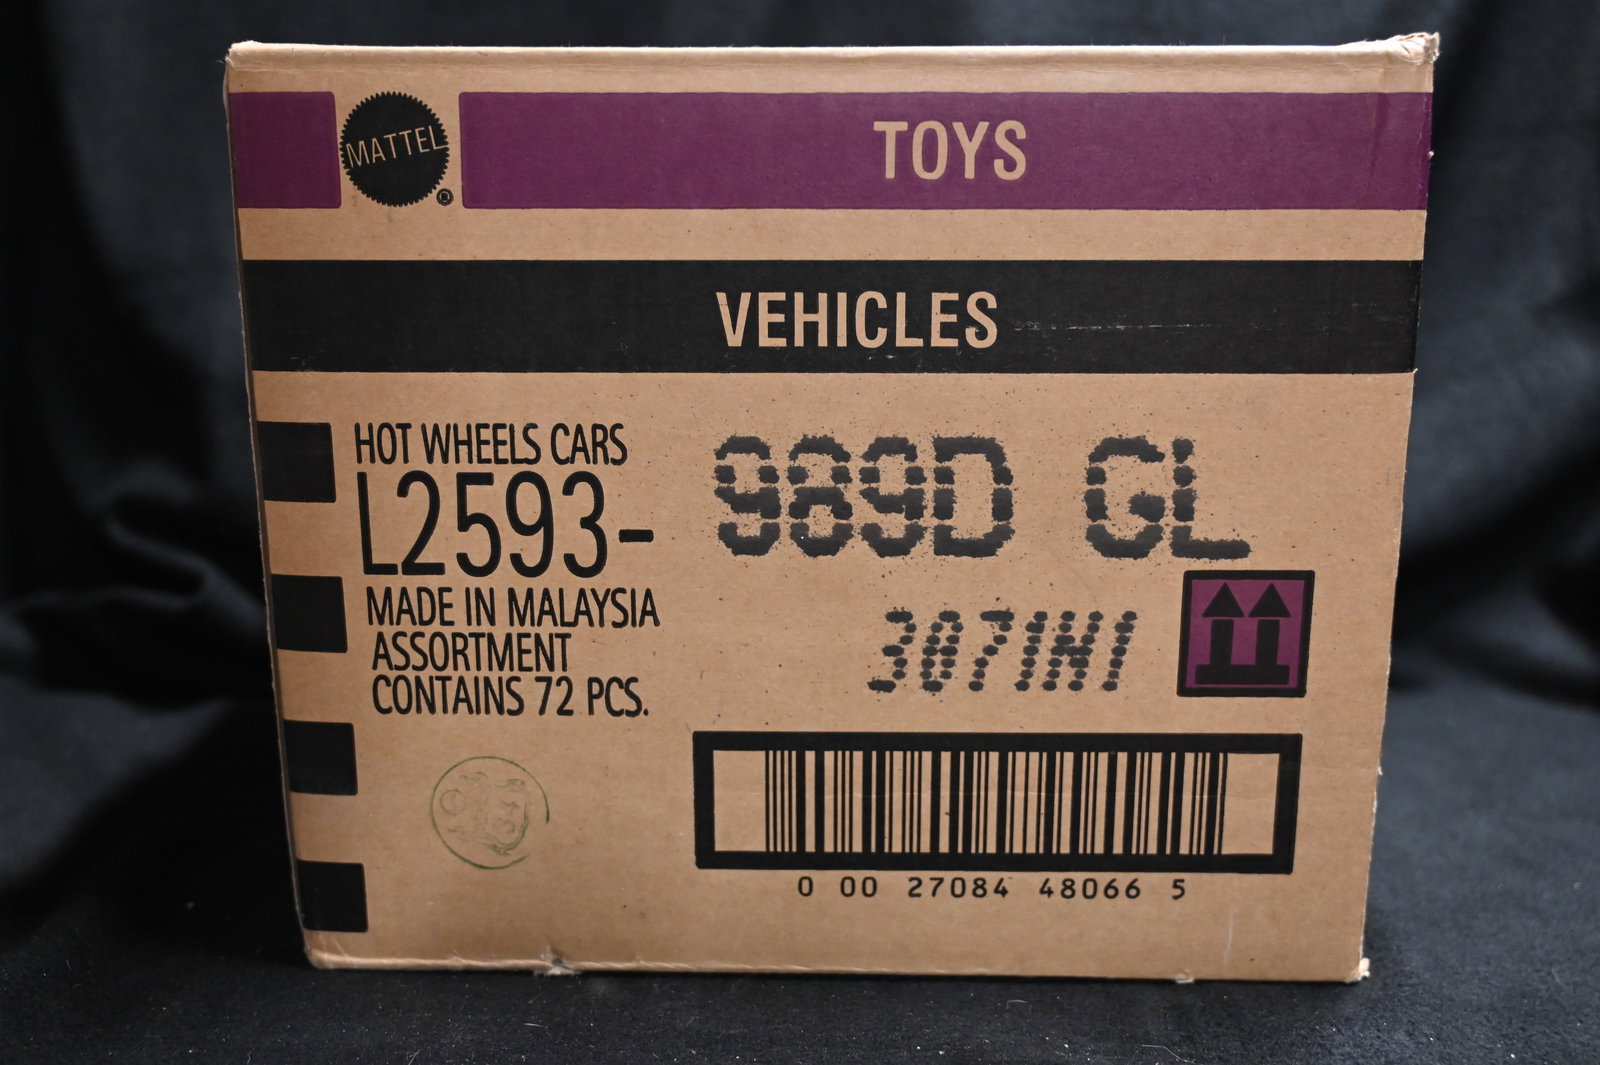 MATTEL
TOYS
VEHICLES
HOT WHEELS CARS
L2593-
MADE IN MALAYSIA
ASSORTMENT
CONTAINS 72 PCS.
989D GL
3071H1
0 00 27084 48066 5